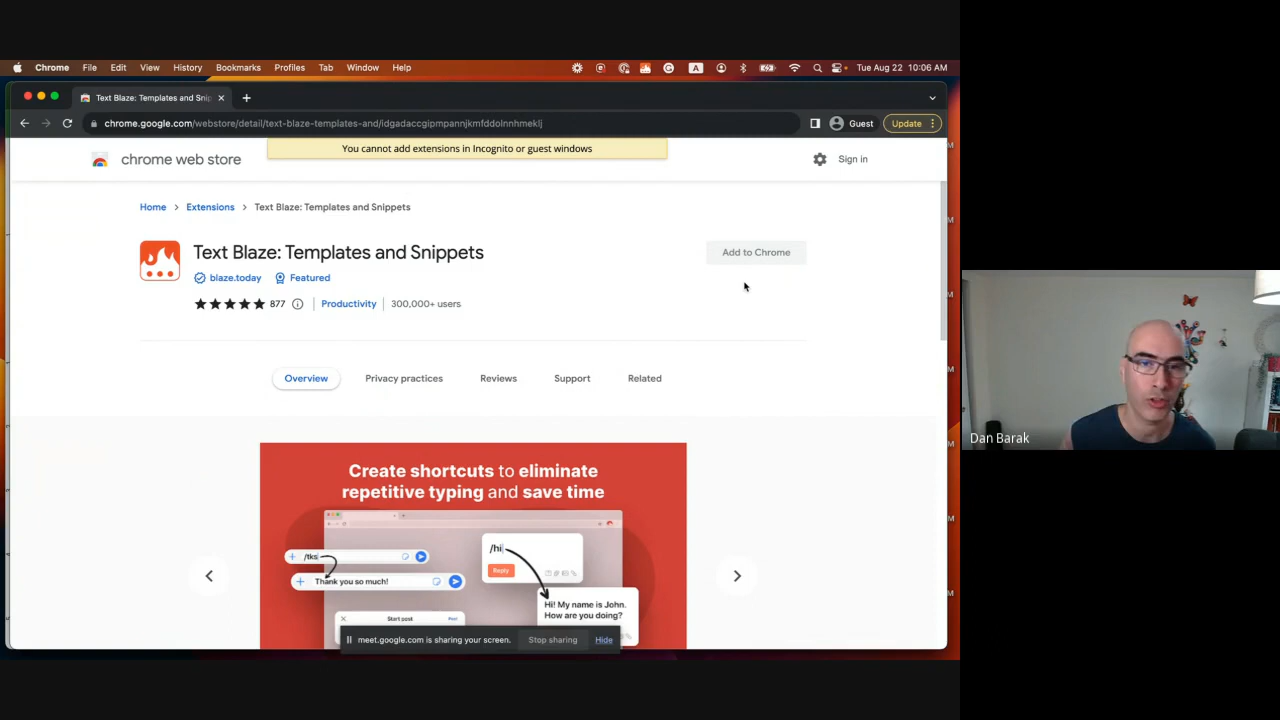 Chrome File Edit View History Bookmarks Profiles Tab Window Help
A
Tue Aug 22 10:06 AM
Text Blaze: Templates and Snip
chrome.google.com/webstore/detail/text-blaze-templates-and/idgadaccgipmpannjkmfddolnnhmeklj
Guest
Update
chrome web store
You cannot add extensions in Incognito or guest windows
Sign in
Home > Extensions > Text Blaze: Templates and Snippets
Text Blaze: Templates and Snippets
Add to Chrome
blaze.today Featured
877 Productivity 300,000+ users
Overview Privacy practices Reviews Support Related
Create shortcuts to eliminate
repetitive typing and save time
/tks
Thank you so much!
/hi
Reply
Hi! My name is John.
How are you doing?
Start post
Post
meet.google.com is sharing your screen. Stop sharing Hide
Dan Barak